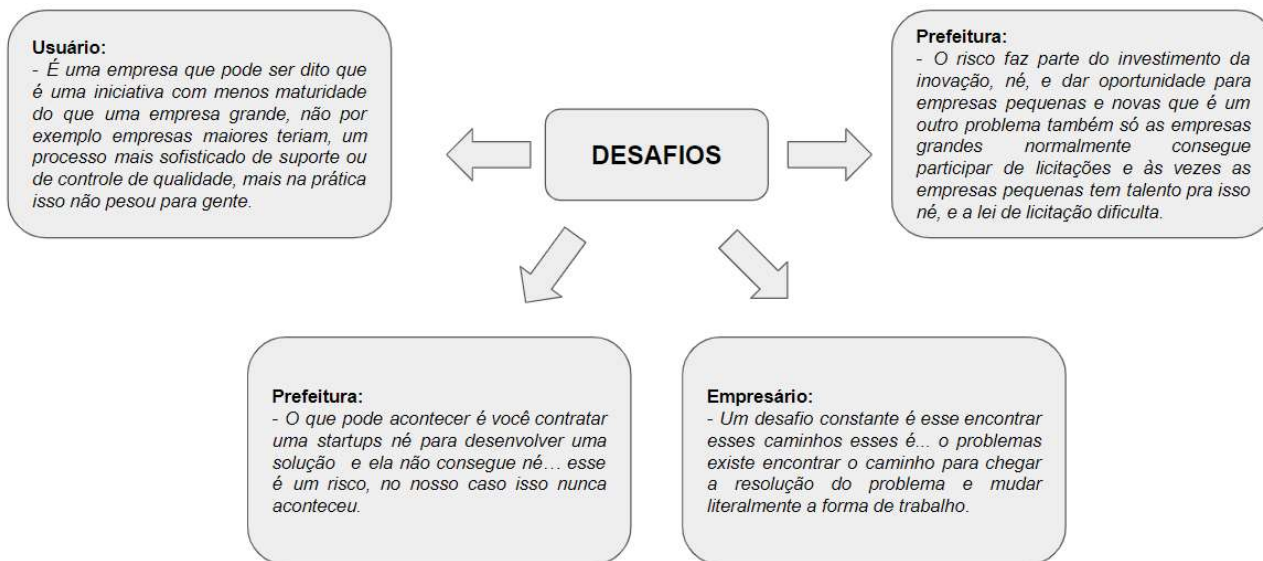 Usuário:
- É uma empresa que pode ser dito que
é uma iniciativa com menos maturidade
do que uma empresa grande, não por
exemplo empresas maiores teriam, um
processo mais sofisticado de suporte ou
de controle de qualidade, mais na prática
isso não pesou para gente.
DESAFIOS
Prefeitura:
- O risco faz parte do investimento da
inovação, né, e dar oportunidade para
empresas pequenas e novas que é um
outro problema também só as empresas
grandes normalmente consegue
participar de licitações e às vezes as
empresas pequenas tem talento pra isso
né, e a lei de licitação dificulta.
Prefeitura:
- O que pode acontecer é você contratar
uma startups né para desenvolver uma
solução e ela não consegue né... esse
é um risco, no nosso caso isso nunca
aconteceu.
Empresário:
- Um desafio constante é esse encontrar
esses caminhos esses é... o problemas
existe encontrar o caminho para chegar
a resolução do problema e mudar
literalmente a forma de trabalho.